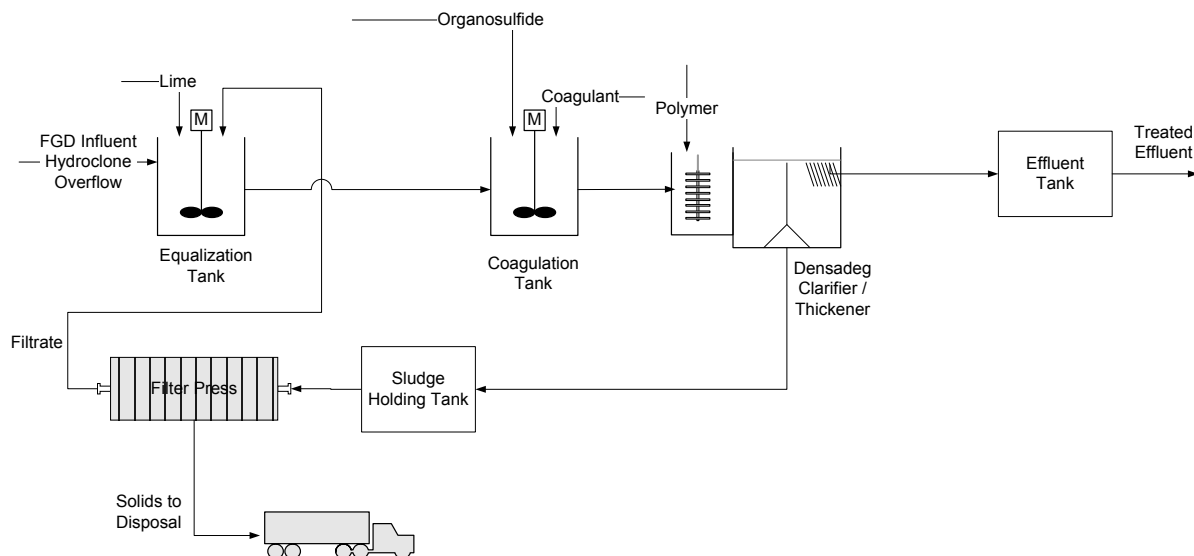 Organosulfide
Lime
M
Coagulant
M
Polymer
FGD Influent
Hydroclone
Overflow
Effluent
Tank
Treated
Effluent
Equalization
Tank
Coagulation
Tank
Densadeg
Clarifier /
Thickener
Filtrate
Filter Press
Sludge
Holding Tank
Solids to
Disposal